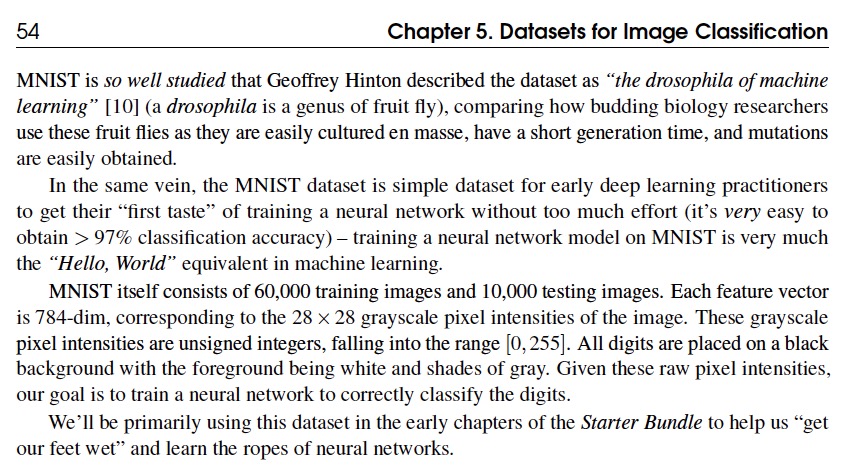 54
Chapter 5. Datasets for Image Classification
MNIST is so well studied that Geoffrey Hinton described the dataset as “the drosophila of machine
learning” [10] (a drosophila is a genus of fruit fly), comparing how budding biology researchers
use these fruit flies as they are easily cultured en masse, have a short generation time, and mutations
are easily obtained.
In the same vein, the MNIST dataset is simple dataset for early deep learning practitioners
to get their “first taste” of training a neural network without too much effort (it’s very easy to
obtain > 97% classification accuracy) – training a neural network model on MNIST is very much
the “Hello, World” equivalent in machine learning.
MNIST itself consists of 60,000 training images and 10,000 testing images. Each feature vector
is 784-dim, corresponding to the 28 × 28 grayscale pixel intensities of the image. These grayscale
pixel intensities are unsigned integers, falling into the range [0,255]. All digits are placed on a black
background with the foreground being white and shades of gray. Given these raw pixel intensities,
our goal is to train a neural network to correctly classify the digits.
We’ll be primarily using this dataset in the early chapters of the Starter Bundle to help us “get
our feet wet” and learn the ropes of neural networks.